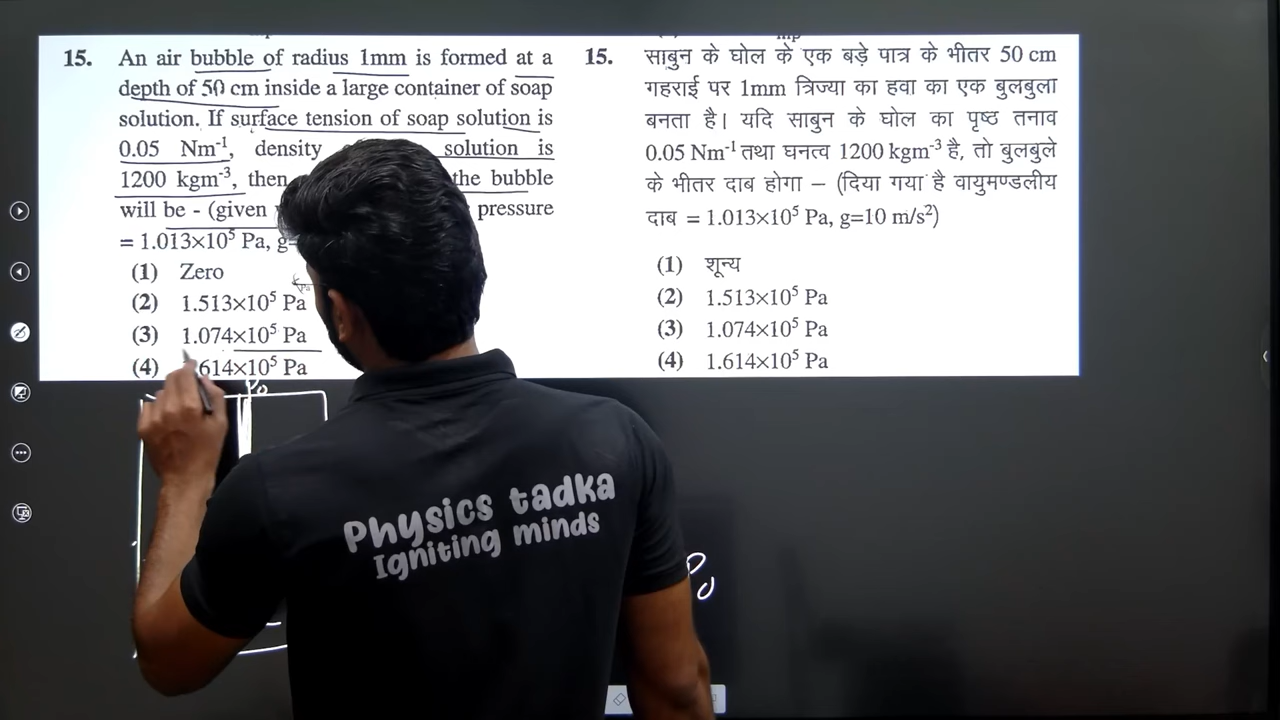 15. An air bubble of radius 1mm is formed at a
depth of 50 cm inside a large container of soap
solution. If surface tension of soap solution is
0.05 Nm⁻¹, density solution is
1200 kgm⁻³, then the bubble
will be - (given pressure
= 1.013×10⁵ Pa, g=
(1) Zero
(2) 1.513×10⁵ Pa
(3) 1.074×10⁵ Pa
(4) .614×10⁵ Pa
15. साबुन के घोल के एक बड़े पात्र के भीतर 50 cm
गहराई पर 1mm त्रिज्या का हवा का एक बुलबुला
बनता है। यदि साबुन के घोल का पृष्ठ तनाव
0.05 Nm⁻¹ तथा घनत्व 1200 kgm⁻³ है, तो बुलबुले
के भीतर दाब होगा – (दिया गया है वायुमण्डलीय
दाब = 1.013×10⁵ Pa, g=10 m/s²)
(1) शून्य
(2) 1.513×10⁵ Pa
(3) 1.074×10⁵ Pa
(4) 1.614×10⁵ Pa
P₀
Physics tadka
Igniting minds
P₀